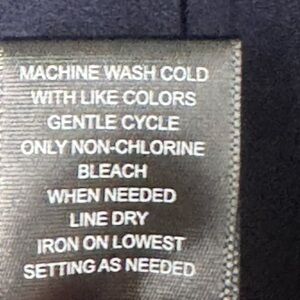 MACHINE WASH COLD
WITH LIKE COLORS
GENTLE CYCLE
ONLY NON-CHLORINE
BLEACH
WHEN NEEDED
LINE DRY
IRON ON LOWEST
SETTING AS NEEDED